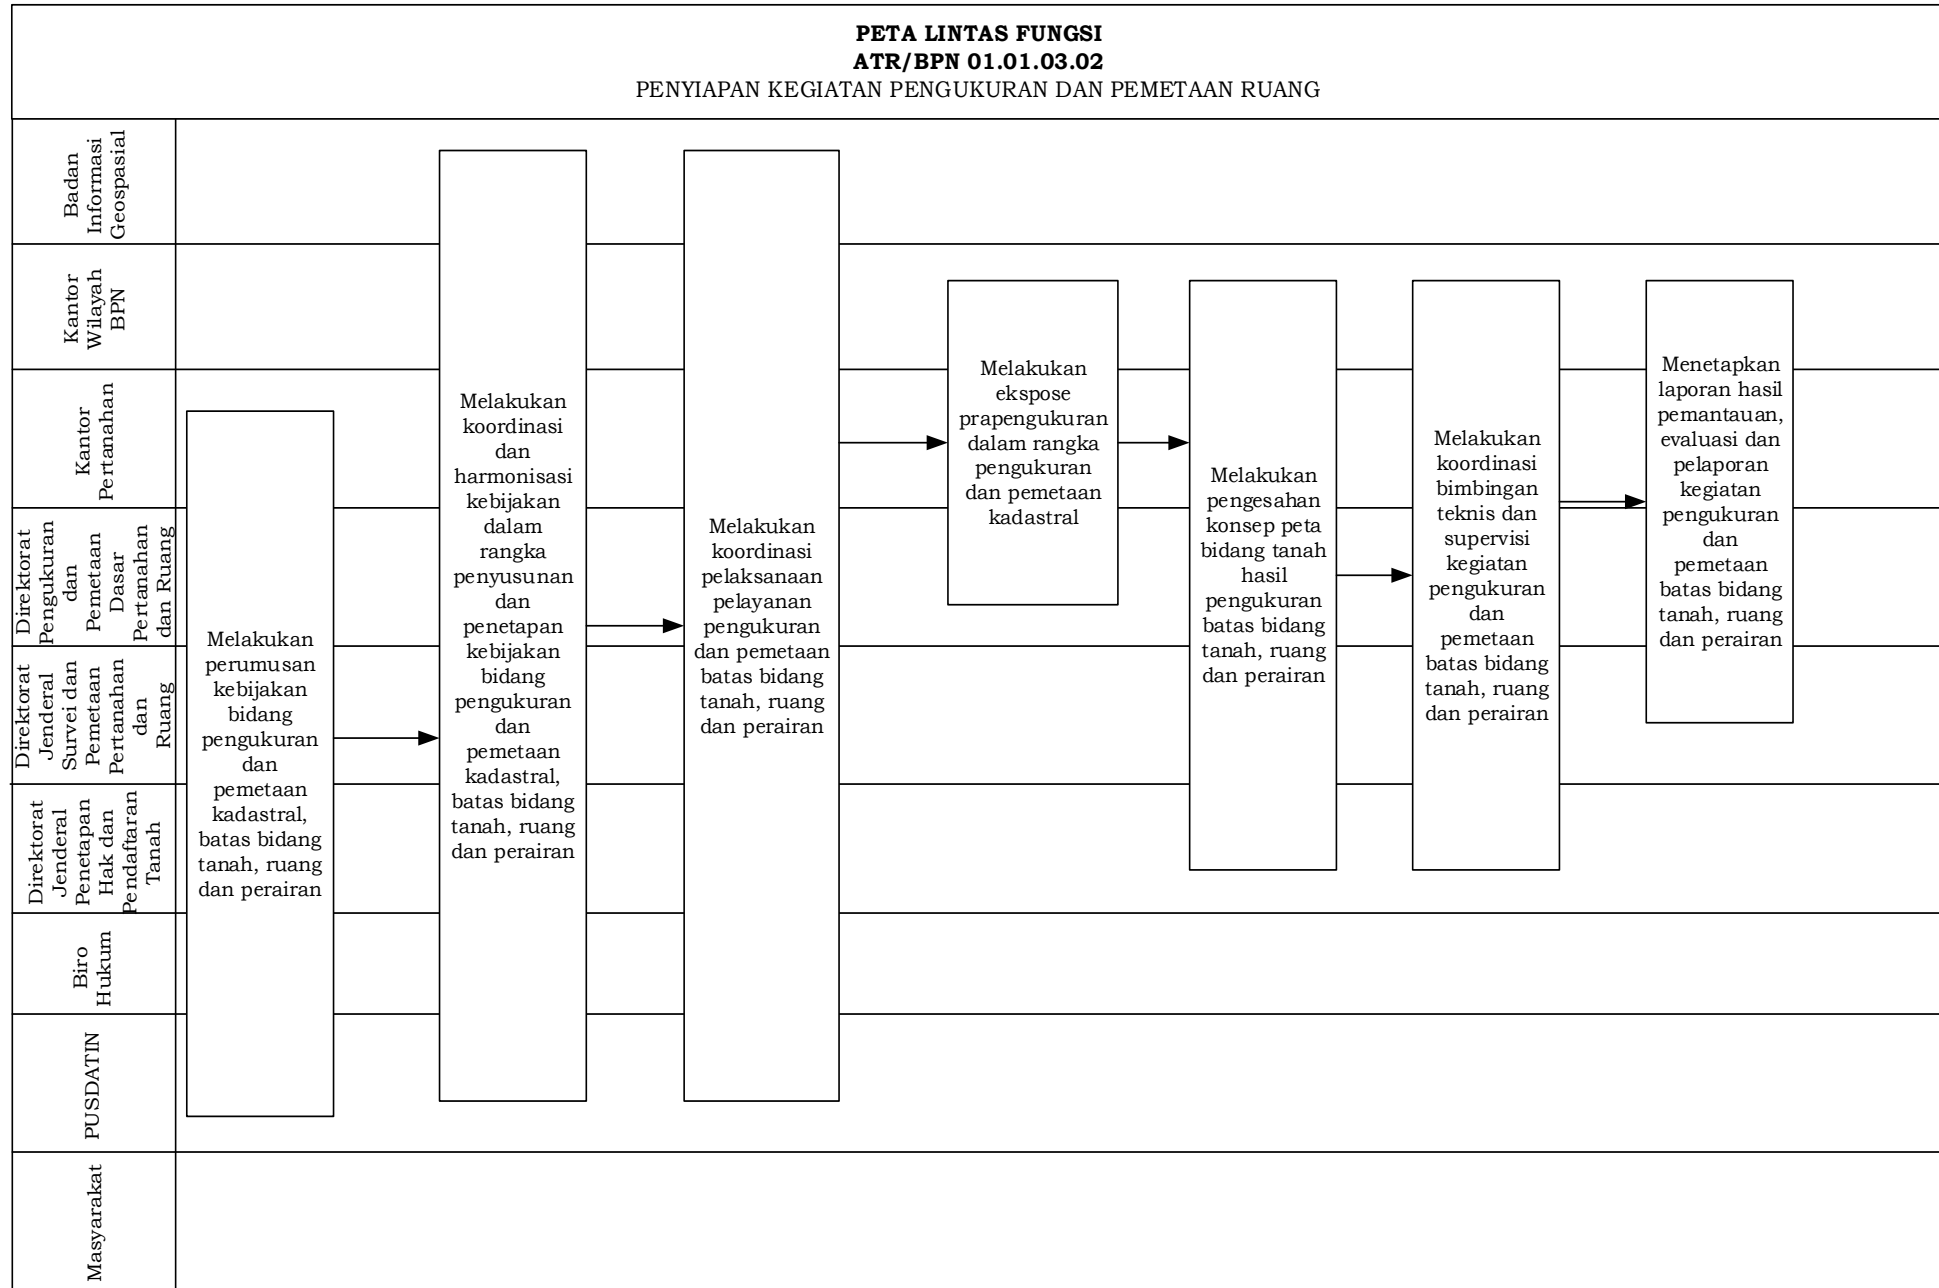 PETA LINTAS FUNGSI
ATR/BPN 01.01.03.02
PENYIAPAN KEGIATAN PENGUKURAN DAN PEMETAAN RUANG
Badan
Informasi
Geospasial
Kantor
Wilayah
BPN
Kantor
Pertanahan
Direktorat
Pengukuran
dan
Pemetaan
Dasar
Pertanahan
dan Ruang
Direktorat
Jenderal
Survei dan
Pemetaan
Pertanahan
dan
Ruang
Direktorat
Jenderal
Penetapan
Hak dan
Pendaftaran
Tanah
Biro
Hukum
PUSDATIN
Masyarakat
Melakukan
perumusan
kebijakan
bidang
pengukuran
dan
pemetaan
kadastral,
batas bidang
tanah, ruang
dan perairan
Melakukan
koordinasi
dan
harmonisasi
kebijakan
dalam
rangka
penyusunan
dan
penetapan
kebijakan
bidang
pengukuran
dan
pemetaan
kadastral,
batas bidang
tanah, ruang
dan perairan
Melakukan
koordinasi
pelaksanaan
pelayanan
pengukuran
dan pemetaan
batas bidang
tanah, ruang
dan perairan
Melakukan
ekspose
prapengukuran
dalam rangka
pengukuran
dan pemetaan
kadastral
Melakukan
pengesahan
konsep peta
bidang tanah
hasil
pengukuran
batas bidang
tanah, ruang
dan perairan
Melakukan
koordinasi
bimbingan
teknis dan
supervisi
kegiatan
pengukuran
dan
pemetaan
batas bidang
tanah, ruang
dan perairan
Menetapkan
laporan hasil
pemantauan,
evaluasi dan
pelaporan
kegiatan
pengukuran
dan
pemetaan
batas bidang
tanah, ruang
dan perairan